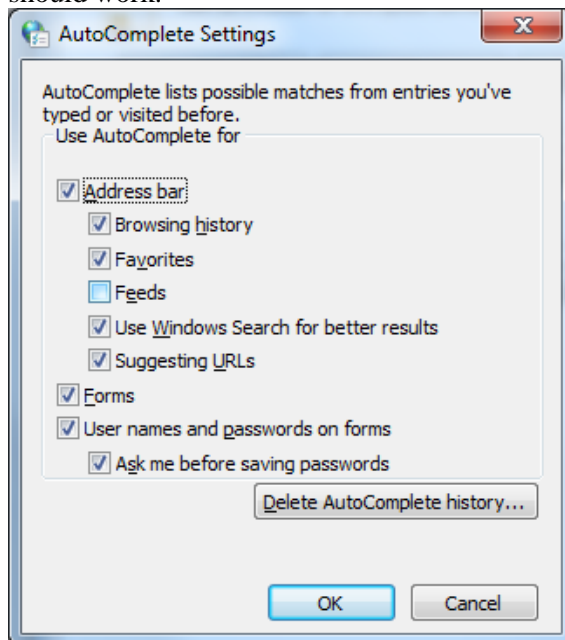 should work.
AutoComplete Settings
AutoComplete lists possible matches from entries you've
typed or visited before.
Use AutoComplete for
Address bar
Browsing history
Favorites
Feeds
Use Windows Search for better results
Suggesting URLs
Forms
User names and passwords on forms
Ask me before saving passwords
Delete AutoComplete history...
OK Cancel